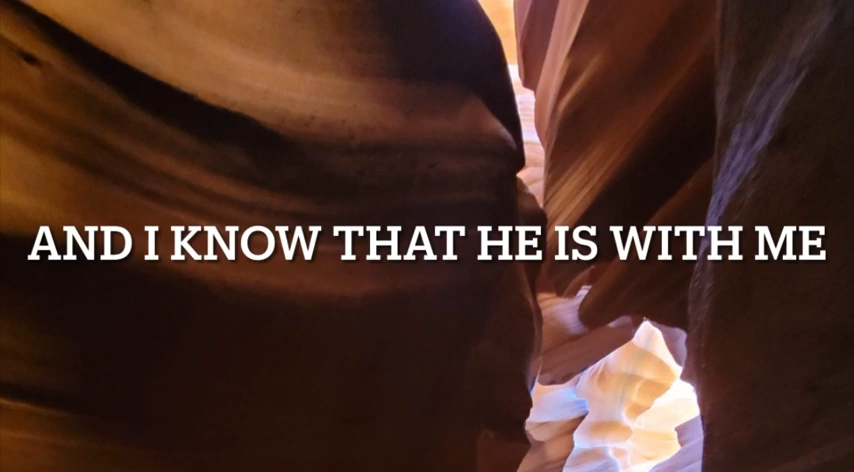 AND I KNOW THAT HE IS WITH ME